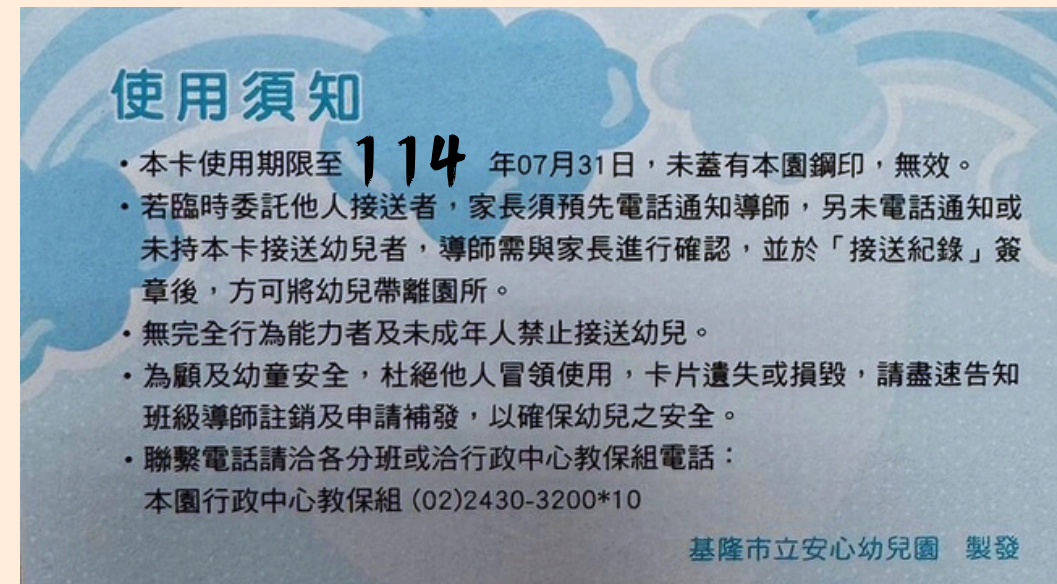 使用須知
・本卡使用期限至 114 年07月31日，未蓋有本園鋼印，無效。
・若臨時委託他人接送者，家長須預先電話通知導師，另未電話通知或
未持本卡接送幼兒者，導師需與家長進行確認，並於「接送紀錄」簽
章後，方可將幼兒帶離園所。
・無完全行為能力者及未成年人禁止接送幼兒。
・為顧及幼童安全，杜絕他人冒領使用，卡片遺失或損毀，請盡速告知
班級導師註銷及申請補發，以確保幼兒之安全。
・聯繫電話請洽各分班或洽行政中心教保組電話：
本園行政中心教保組 (02)2430-3200*10
基隆市立安心幼兒園　製發